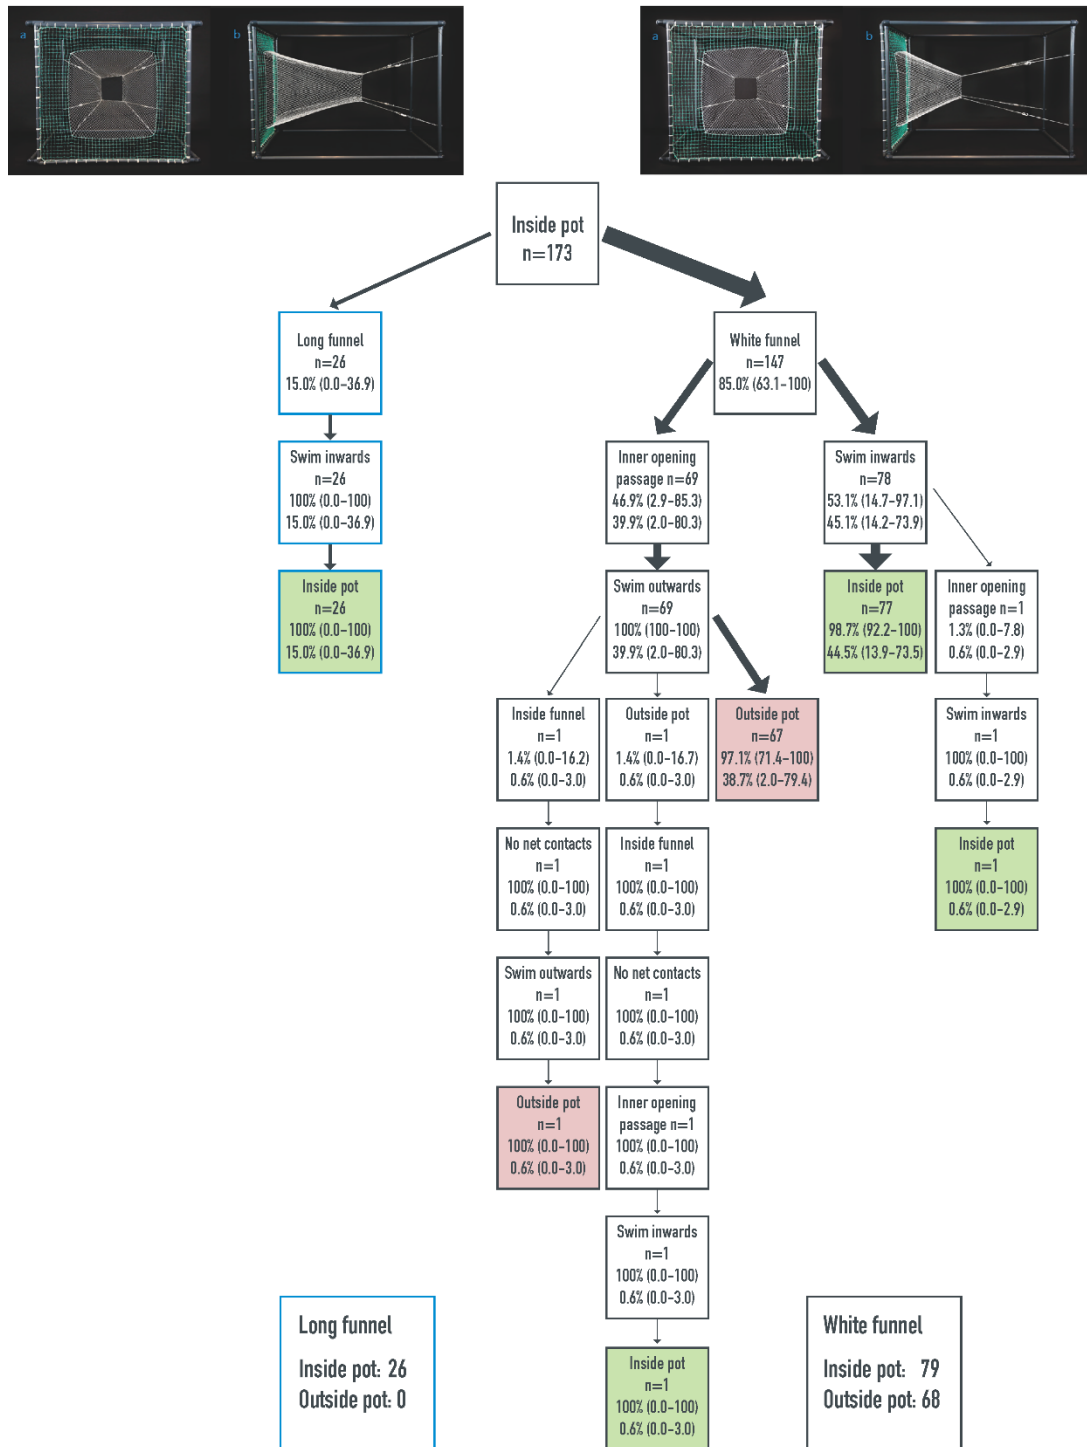 a
b
a
b
Inside pot
n=173
Long funnel
n=26
15.0% (0.0–36.9)
White funnel
n=147
85.0% (63.1–100)
Swim inwards
n=26
100% (0.0–100)
15.0% (0.0–36.9)
Inner opening
passage n=69
46.9% (2.9–85.3)
39.9% (2.0–80.3)
Swim inwards
n=78
53.1% (14.7–97.1)
45.1% (14.2–73.9)
Inside pot
n=26
100% (0.0–100)
15.0% (0.0–36.9)
Swim outwards
n=69
100% (100–100)
39.9% (2.0–80.3)
Inside pot
n=77
98.7% (92.2–100)
44.5% (13.9–73.5)
Inner opening
passage n=1
1.3% (0.0–7.8)
0.6% (0.0–2.9)
Inside funnel
n=1
1.4% (0.0–16.2)
0.6% (0.0–3.0)
Outside pot
n=1
1.4% (0.0–16.7)
0.6% (0.0–3.0)
Outside pot
n=67
97.1% (71.4–100)
38.7% (2.0–79.4)
Swim inwards
n=1
100% (0.0–100)
0.6% (0.0–2.9)
No net contacts
n=1
100% (0.0–100)
0.6% (0.0–3.0)
Inside funnel
n=1
100% (0.0–100)
0.6% (0.0–3.0)
Inside pot
n=1
100% (0.0–100)
0.6% (0.0–2.9)
Swim outwards
n=1
100% (0.0–100)
0.6% (0.0–3.0)
No net contacts
n=1
100% (0.0–100)
0.6% (0.0–3.0)
Outside pot
n=1
100% (0.0–100)
0.6% (0.0–3.0)
Inner opening
passage n=1
100% (0.0–100)
0.6% (0.0–3.0)
Swim inwards
n=1
100% (0.0–100)
0.6% (0.0–3.0)
Inside pot
n=1
100% (0.0–100)
0.6% (0.0–3.0)
Long funnel
Inside pot: 26
Outside pot: 0
White funnel
Inside pot: 79
Outside pot: 68